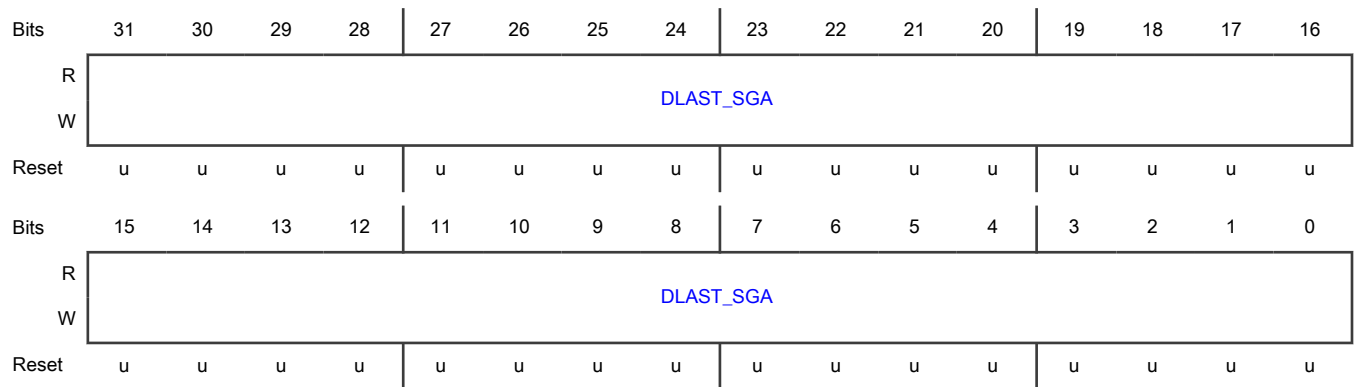 Bits 31 30 29 28 27 26 25 24 23 22 21 20 19 18 17 16
R
DLAST_SGA
W
Reset u u u u u u u u u u u u u u u u
Bits 15 14 13 12 11 10 9 8 7 6 5 4 3 2 1 0
R
DLAST_SGA
W
Reset u u u u u u u u u u u u u u u u